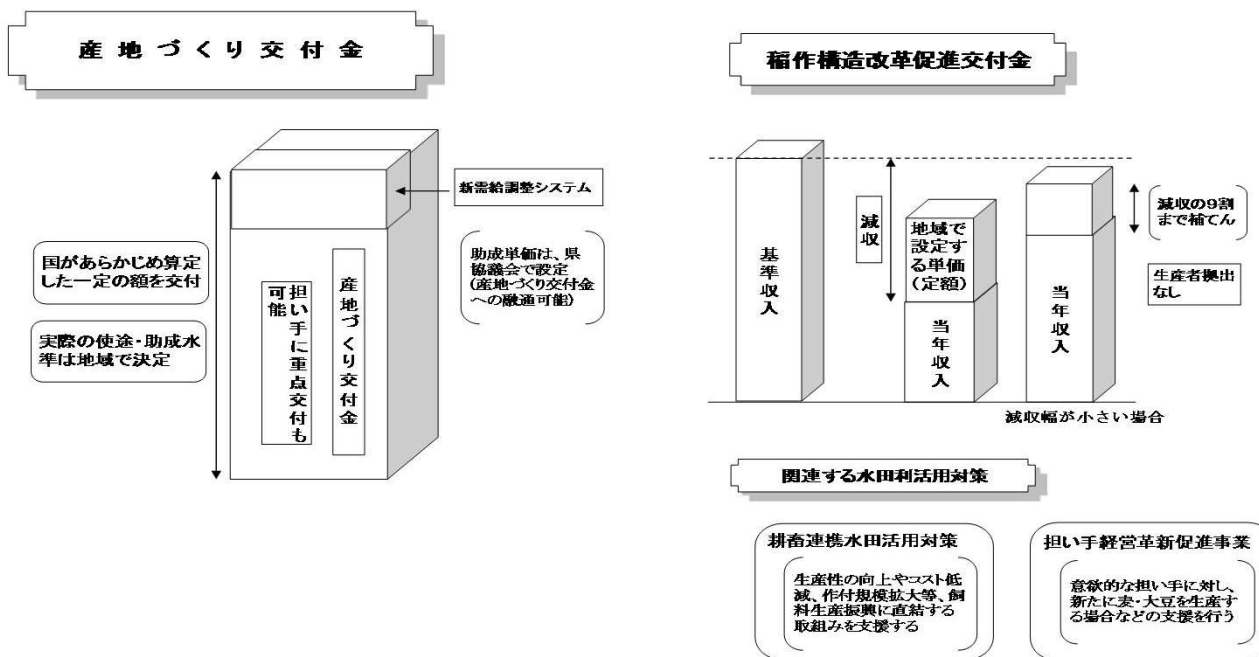 産地づくり交付金
新需給調整システム
国があらかじめ算定
した一定の額を交付
実際の使途・助成水
準は地域で決定
担い手に重点交付も
可能
産地づくり交付金
助成単価は、県
協議会で設定
(産地づくり交付金
への融通可能)
稲作構造改革促進交付金
基準収入
減収
地域で
設定す
る単価
(定額)
当年収入
当年収入
減収の9割
まで補てん
生産者拠出
なし
減収幅が小さい場合
関連する水田利活用対策
耕畜連携水田活用対策
生産性の向上やコスト低
減、作付規模拡大等、飼
料生産振興に直結する
取組みを支援する
担い手経営革新促進事業
意欲的な担い手に対し、
新たに麦・大豆を生産す
る場合などの支援を行う